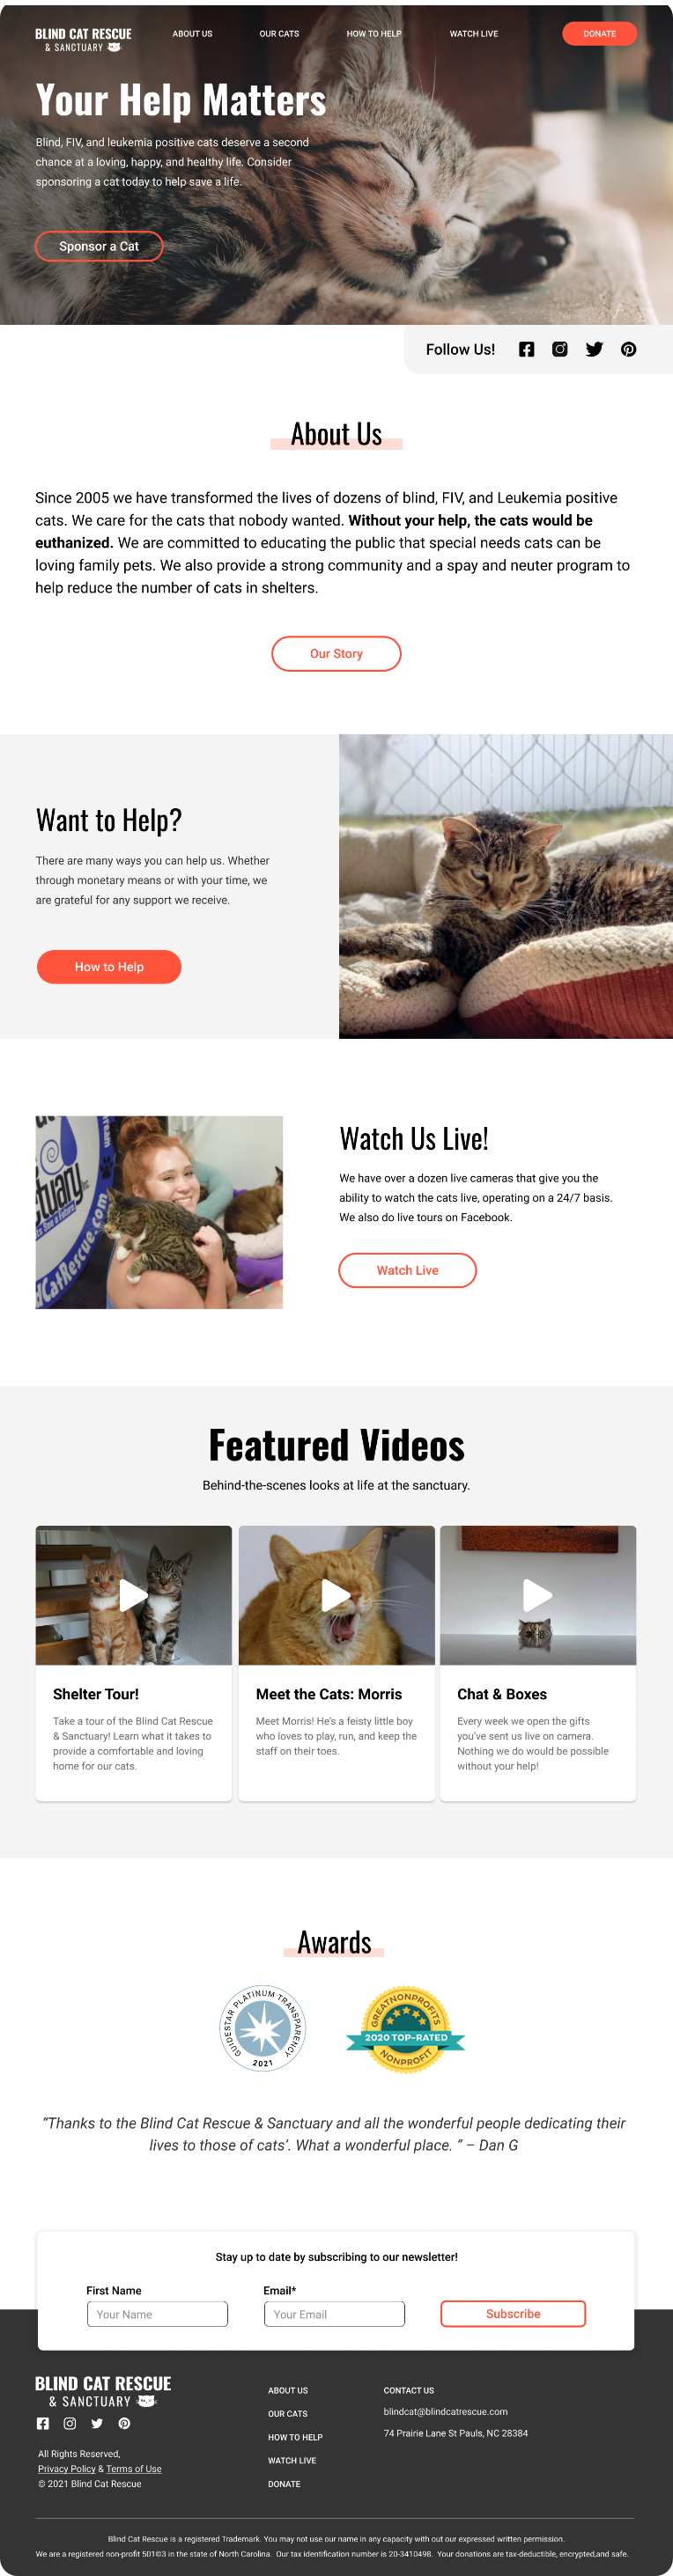 BLIND CAT RESCUE
& SANCTUARY
ABOUT US
OUR CATS
HOW TO HELP
WATCH LIVE
DONATE
Your Help Matters
Blind, FIV, and leukemia positive cats deserve a second
chance at a loving, happy, and healthy life. Consider
sponsoring a cat today to help save a life.
Sponsor a Cat
Follow Us!
About Us
Since 2005 we have transformed the lives of dozens of blind, FIV, and Leukemia positive
cats. We care for the cats that nobody wanted. Without your help, the cats would be
euthanized. We are committed to educating the public that special needs cats can be
loving family pets. We also provide a strong community and a spay and neuter program to
help reduce the number of cats in shelters.
Our Story
Want to Help?
There are many ways you can help us. Whether
through monetary means or with your time, we
are grateful for any support we receive.
How to Help
Watch Us Live!
We have over a dozen live cameras that give you the
ability to watch the cats live, operating on a 24/7 basis.
We also do live tours on Facebook.
Watch Live
Featured Videos
Behind-the-scenes looks at life at the sanctuary.
Shelter Tour!
Take a tour of the Blind Cat Rescue
& Sanctuary! Learn what it takes to
provide a comfortable and loving
home for our cats.
Meet the Cats: Morris
Meet Morris! He's a feisty little boy
who loves to play, run, and keep the
staff on their toes.
Chat & Boxes
Every week we open the gifts
you've sent us live on camera.
Nothing we do would be possible
without your help!
Awards
GUIDESTAR PLATINUM TRANSPARENCY
2021
GREATNONPROFITS
2020 TOP-RATED
NONPROFIT
“Thanks to the Blind Cat Rescue & Sanctuary and all the wonderful people dedicating their
lives to those of cats’. What a wonderful place. ” – Dan G
Stay up to date by subscribing to our newsletter!
First Name
Email*
Your Name
Your Email
Subscribe
BLIND CAT RESCUE
& SANCTUARY
All Rights Reserved,
Privacy Policy & Terms of Use
© 2021 Blind Cat Rescue
ABOUT US
OUR CATS
HOW TO HELP
WATCH LIVE
DONATE
CONTACT US
blindcat@blindcatrescue.com
74 Prairie Lane St Pauls, NC 28384
Blind Cat Rescue is a registered Trademark. You may not use our name in any capacity with out our expressed written permission.
We are a registered non-profit 501©3 in the state of North Carolina. Our tax identification number is 20-3410498. Your donations are tax-deductible, encrypted,and safe.